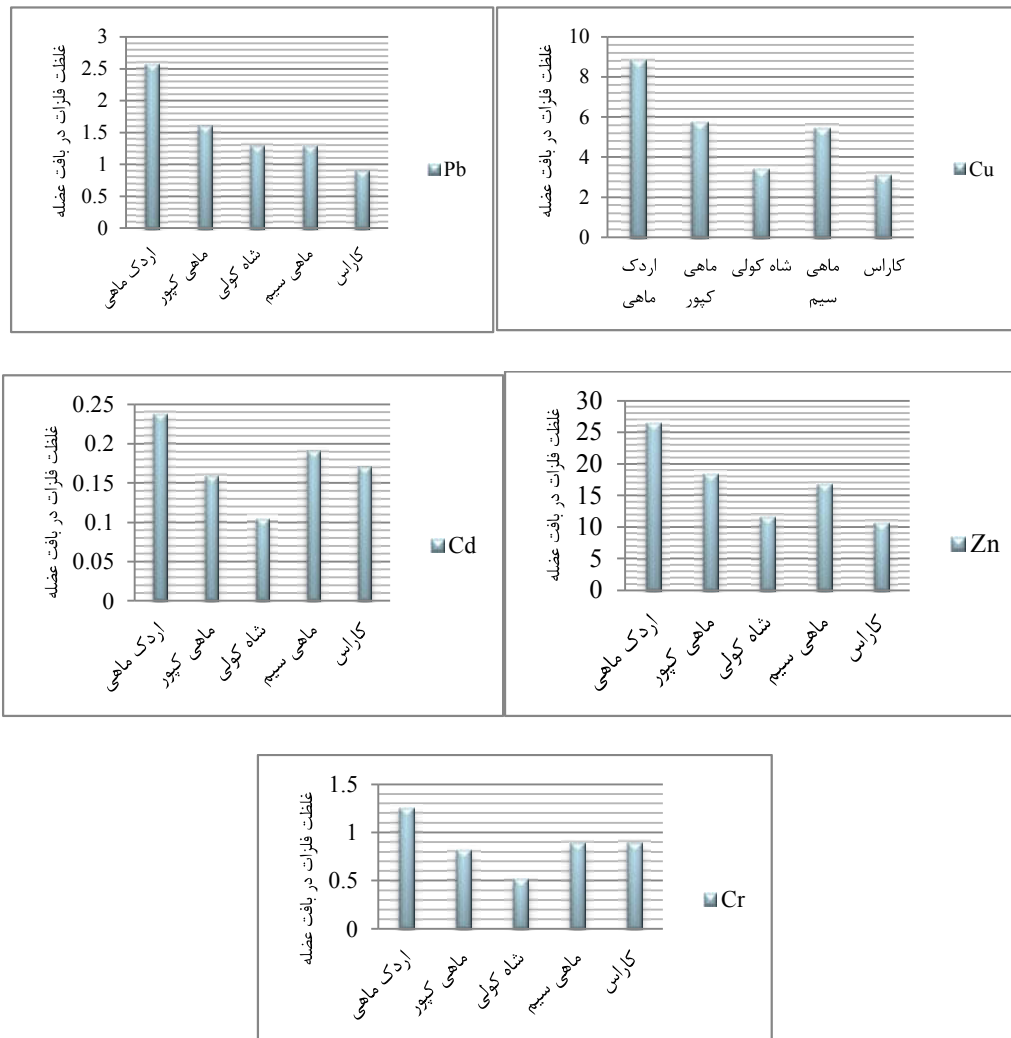 غلظت فلزات در بافت عضله
3
2.5
2
1.5
1
0.5
0
اردک ماهی
ماهی کپور
شاه کولی
ماهی سیم
کاراس
Pb
غلظت فلزات در بافت عضله
10
8
6
4
2
0
اردک
ماهی
ماهی
کپور
شاه کولی
ماهی
سیم
کاراس
Cu
غلظت فلزات در بافت عضله
0.25
0.2
0.15
0.1
0.05
0
اردک ماهی
ماهی کپور
شاه کولی
ماهی سیم
کاراس
Cd
غلظت فلزات در بافت عضله
30
25
20
15
10
5
0
اردک ماهی
ماهی کپور
شاه کولی
ماهی سیم
کاراس
Zn
غلظت فلزات در بافت عضله
1.5
1
0.5
0
اردک ماهی
ماهی کپور
شاه کولی
ماهی سیم
کاراس
Cr